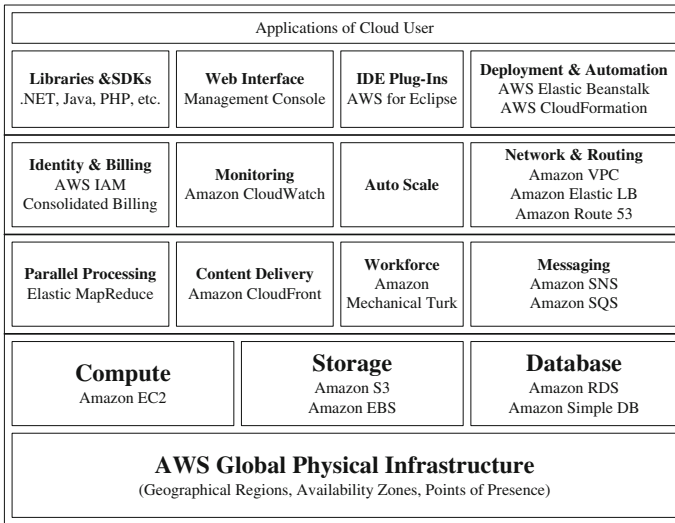 Applications of Cloud User
Libraries &SDKs
.NET, Java, PHP, etc.
Web Interface
Management Console
IDE Plug-Ins
AWS for Eclipse
Deployment & Automation
AWS Elastic Beanstalk
AWS CloudFormation
Identity & Billing
AWS IAM
Consolidated Billing
Monitoring
Amazon CloudWatch
Auto Scale
Network & Routing
Amazon VPC
Amazon Elastic LB
Amazon Route 53
Parallel Processing
Elastic MapReduce
Content Delivery
Amazon CloudFront
Workforce
Amazon
Mechanical Turk
Messaging
Amazon SNS
Amazon SQS
Compute
Amazon EC2
Storage
Amazon S3
Amazon EBS
Database
Amazon RDS
Amazon Simple DB
AWS Global Physical Infrastructure
(Geographical Regions, Availability Zones, Points of Presence)